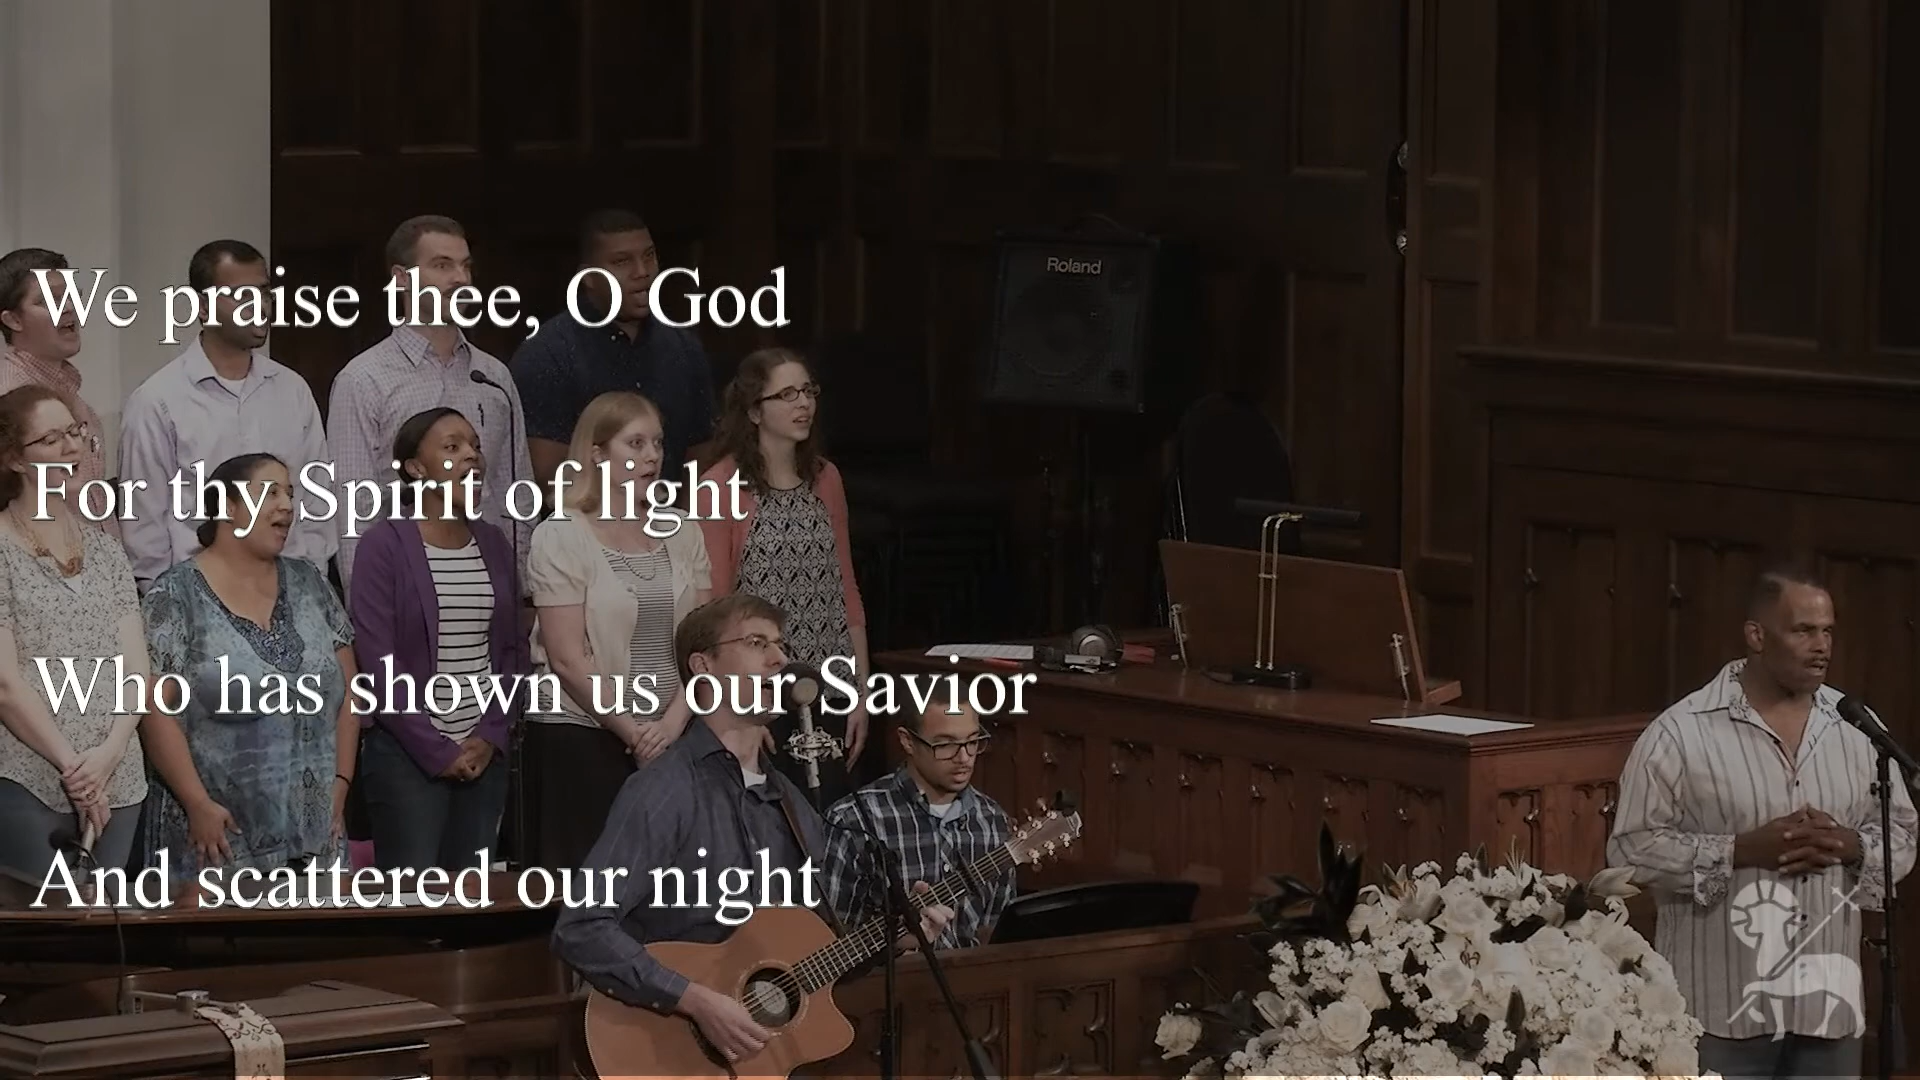 Roland
We praise thee, O God
For thy Spirit of light
Who has shown us our Savior
And scattered our night